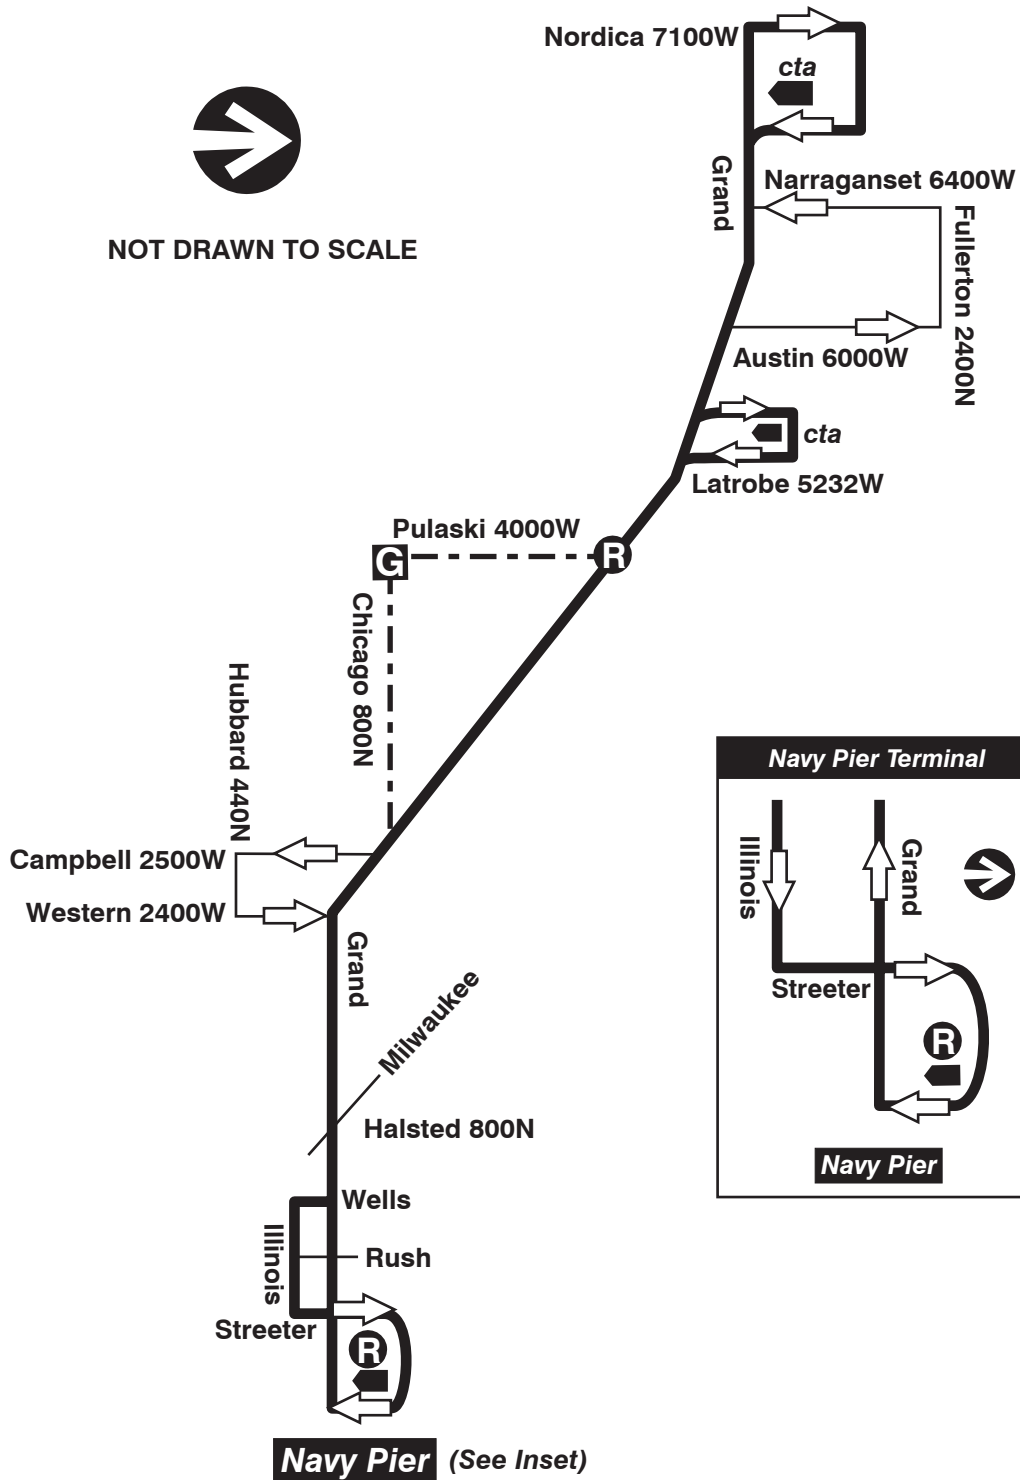 Nordica 7100W
cta
Grand
Narraganset 6400W
Fullerton 2400N
NOT DRAWN TO SCALE
Austin 6000W
cta
Latrobe 5232W
Pulaski 4000W
G
R
Chicago 800N
Hubbard 440N
Campbell 2500W
Western 2400W
Grand
Milwaukee
Halsted 800N
Wells
Illinois
Rush
Streeter
R
Navy Pier (See Inset)
Navy Pier Terminal
Illinois
Grand
Streeter
R
Navy Pier